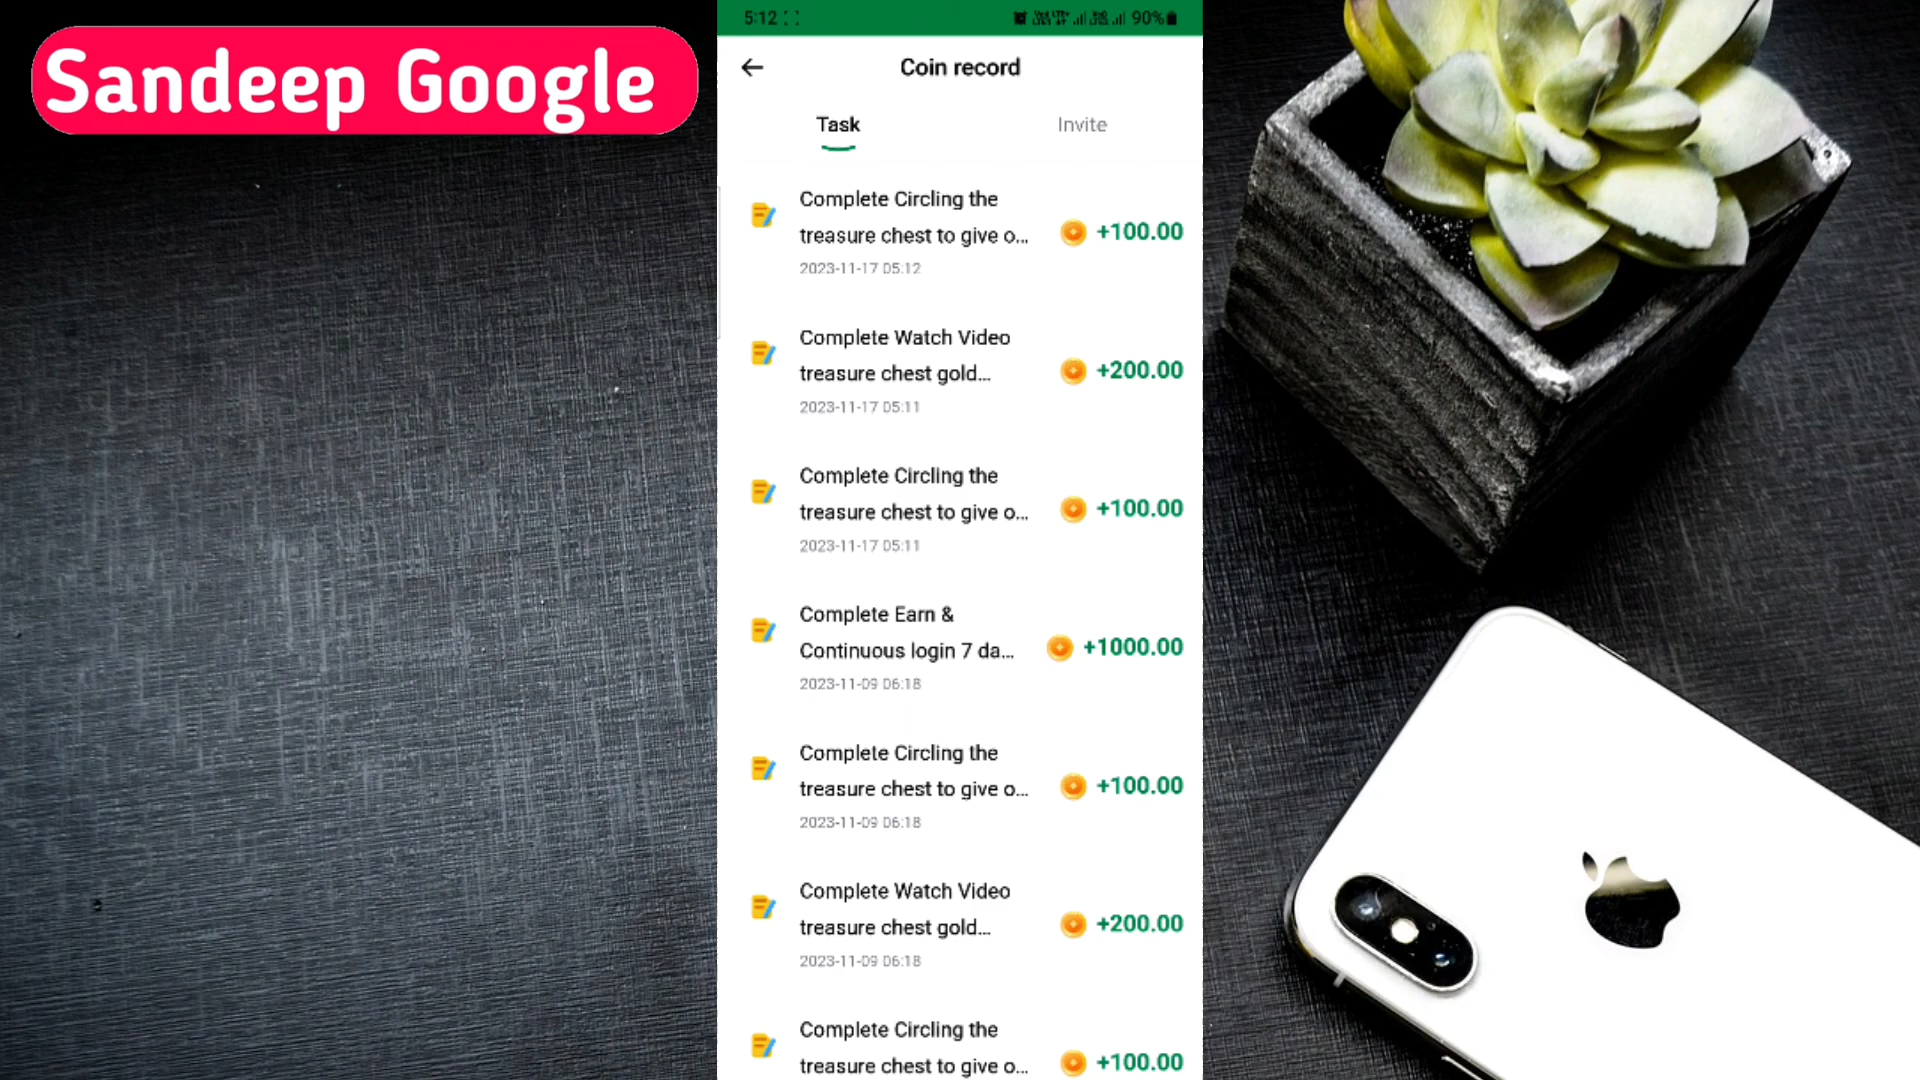 Sandeep Google
5:12
90%
Coin record
Task
Invite
Complete Circling the
treasure chest to give o...
+100.00
2023-11-17 05:12
Complete Watch Video
treasure chest gold...
+200.00
2023-11-17 05:11
Complete Circling the
treasure chest to give o...
+100.00
2023-11-17 05:11
Complete Earn &
Continuous login 7 da...
+1000.00
2023-11-09 06:18
Complete Circling the
treasure chest to give o...
+100.00
2023-11-09 06:18
Complete Watch Video
treasure chest gold...
+200.00
2023-11-09 06:18
Complete Circling the
treasure chest to give o...
+100.00